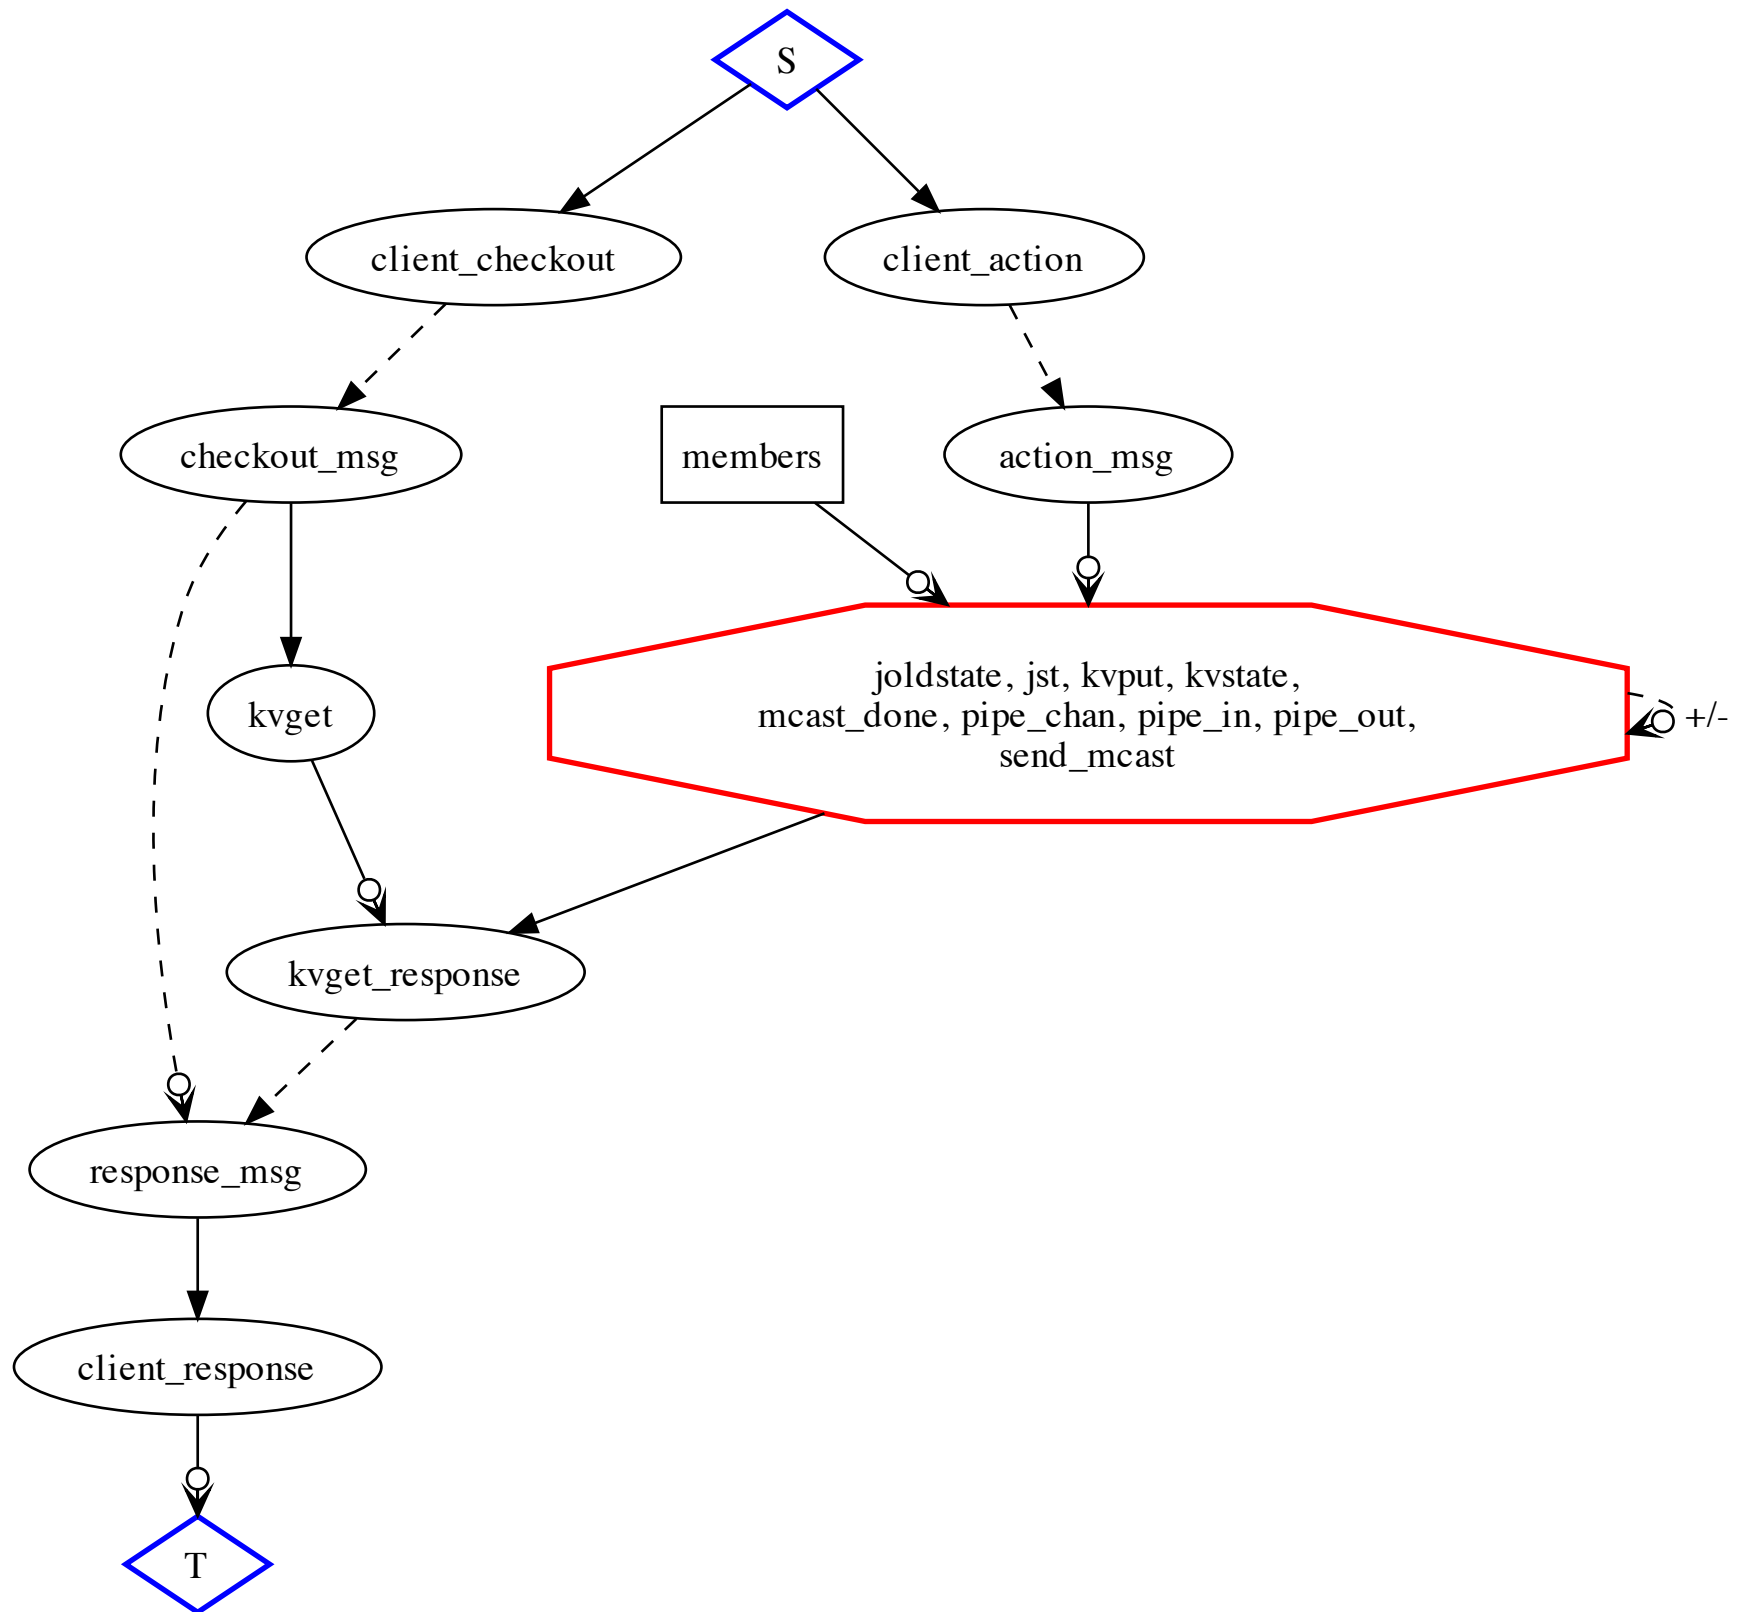 S
client_checkout
client_action
checkout_msg
members
action_msg
kvget
joldstate, jst, kvput, kvstate,
mcast_done, pipe_chan, pipe_in, pipe_out,
send_mcast
+/-
kvget_response
response_msg
client_response
T